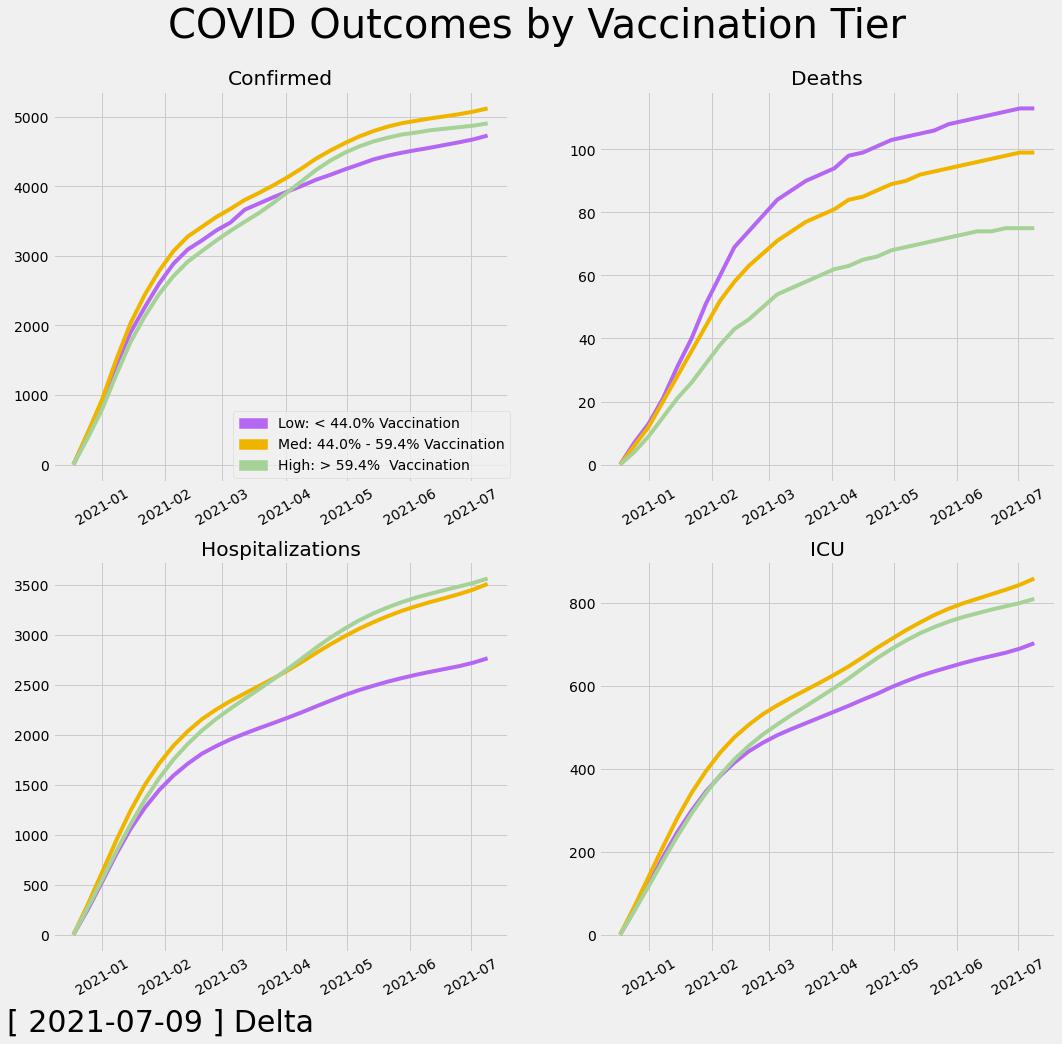 COVID Outcomes by Vaccination Tier
Confirmed
5000
4000
3000
2000
1000
0
Low: < 44.0% Vaccination
Med: 44.0% - 59.4% Vaccination
High: > 59.4%  Vaccination
2021-01 2021-02 2021-03 2021-04 2021-05 2021-06 2021-07
Deaths
100
80
60
40
20
0
2021-01 2021-02 2021-03 2021-04 2021-05 2021-06 2021-07
Hospitalizations
3500
3000
2500
2000
1500
1000
500
0
2021-01 2021-02 2021-03 2021-04 2021-05 2021-06 2021-07
ICU
800
600
400
200
0
2021-01 2021-02 2021-03 2021-04 2021-05 2021-06 2021-07
[ 2021-07-09 ] Delta